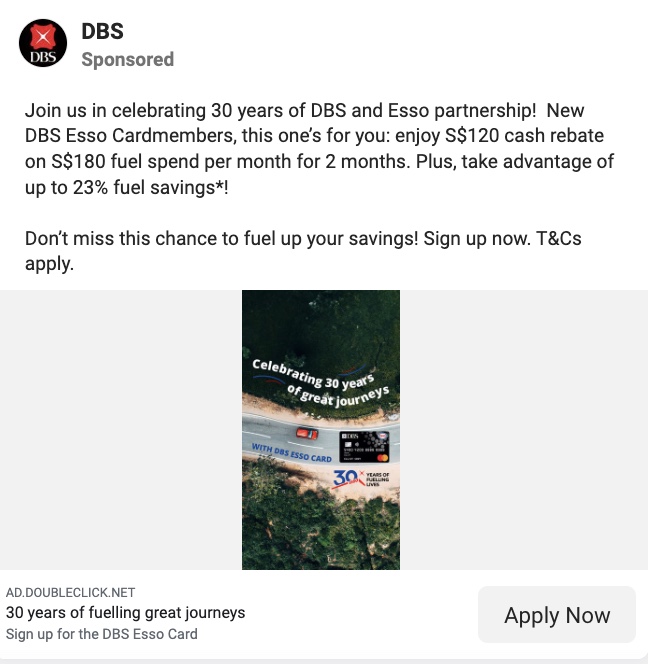 DBS
DBS
Sponsored
Join us in celebrating 30 years of DBS and Esso partnership!  New
DBS Esso Cardmembers, this one’s for you: enjoy S$120 cash rebate
on S$180 fuel spend per month for 2 months. Plus, take advantage of
up to 23% fuel savings*!
Don’t miss this chance to fuel up your savings! Sign up now. T&Cs
apply.
Celebrating 30 years
of great journeys
WITH DBS ESSO CARD
DBS
30 YEARS OF
FUELLING
LIVES
AD.DOUBLECLICK.NET
30 years of fuelling great journeys
Sign up for the DBS Esso Card
Apply Now